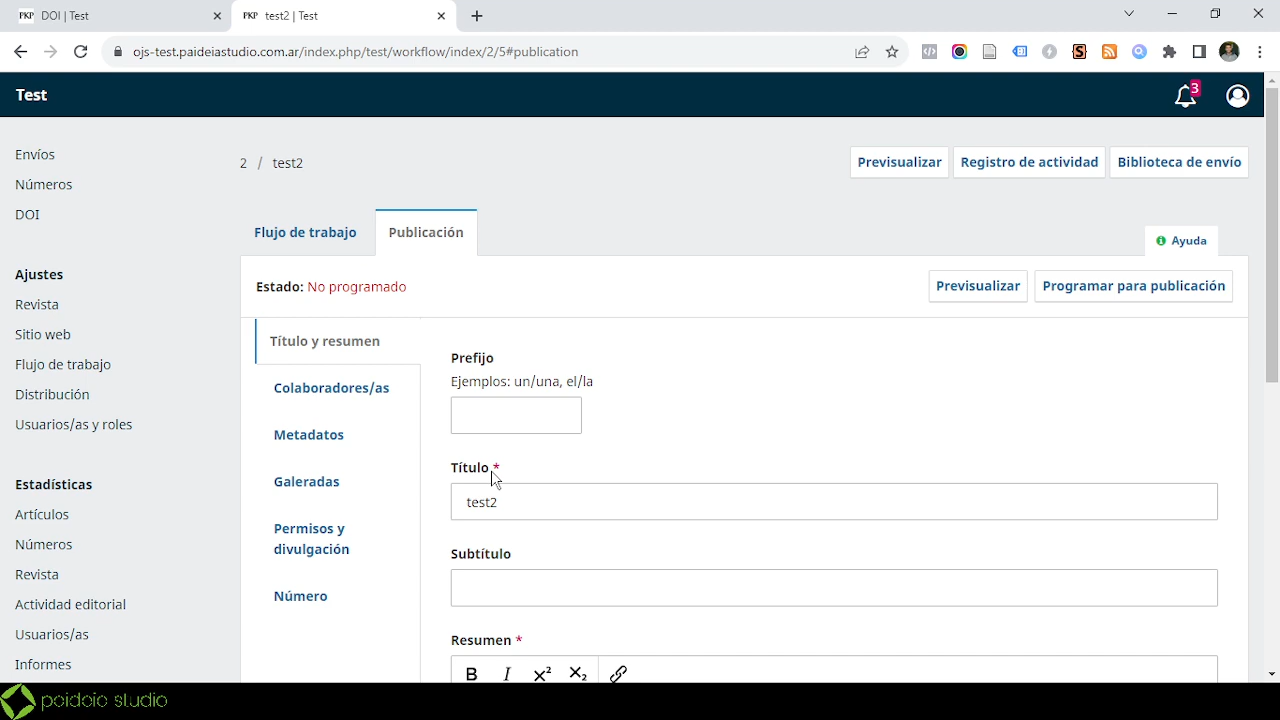 PKP DOI | Test
PKP test2 | Test
ojs-test.paideiastudio.com.ar/index.php/test/workflow/index/2/5#publication
Test
3
Envíos
Números
DOI
Ajustes
Revista
Sitio web
Flujo de trabajo
Distribución
Usuarios/as y roles
Estadísticas
Artículos
Números
Revista
Actividad editorial
Usuarios/as
Informes
2 / test2
Previsualizar
Registro de actividad
Biblioteca de envío
Flujo de trabajo
Publicación
Ayuda
Estado: No programado
Previsualizar
Programar para publicación
Título y resumen
Colaboradores/as
Metadatos
Galeradas
Permisos y
divulgación
Número
Prefijo
Ejemplos: un/una, el/la
Título *
test2
Subtítulo
Resumen *
B I X² X₂
paideia studio